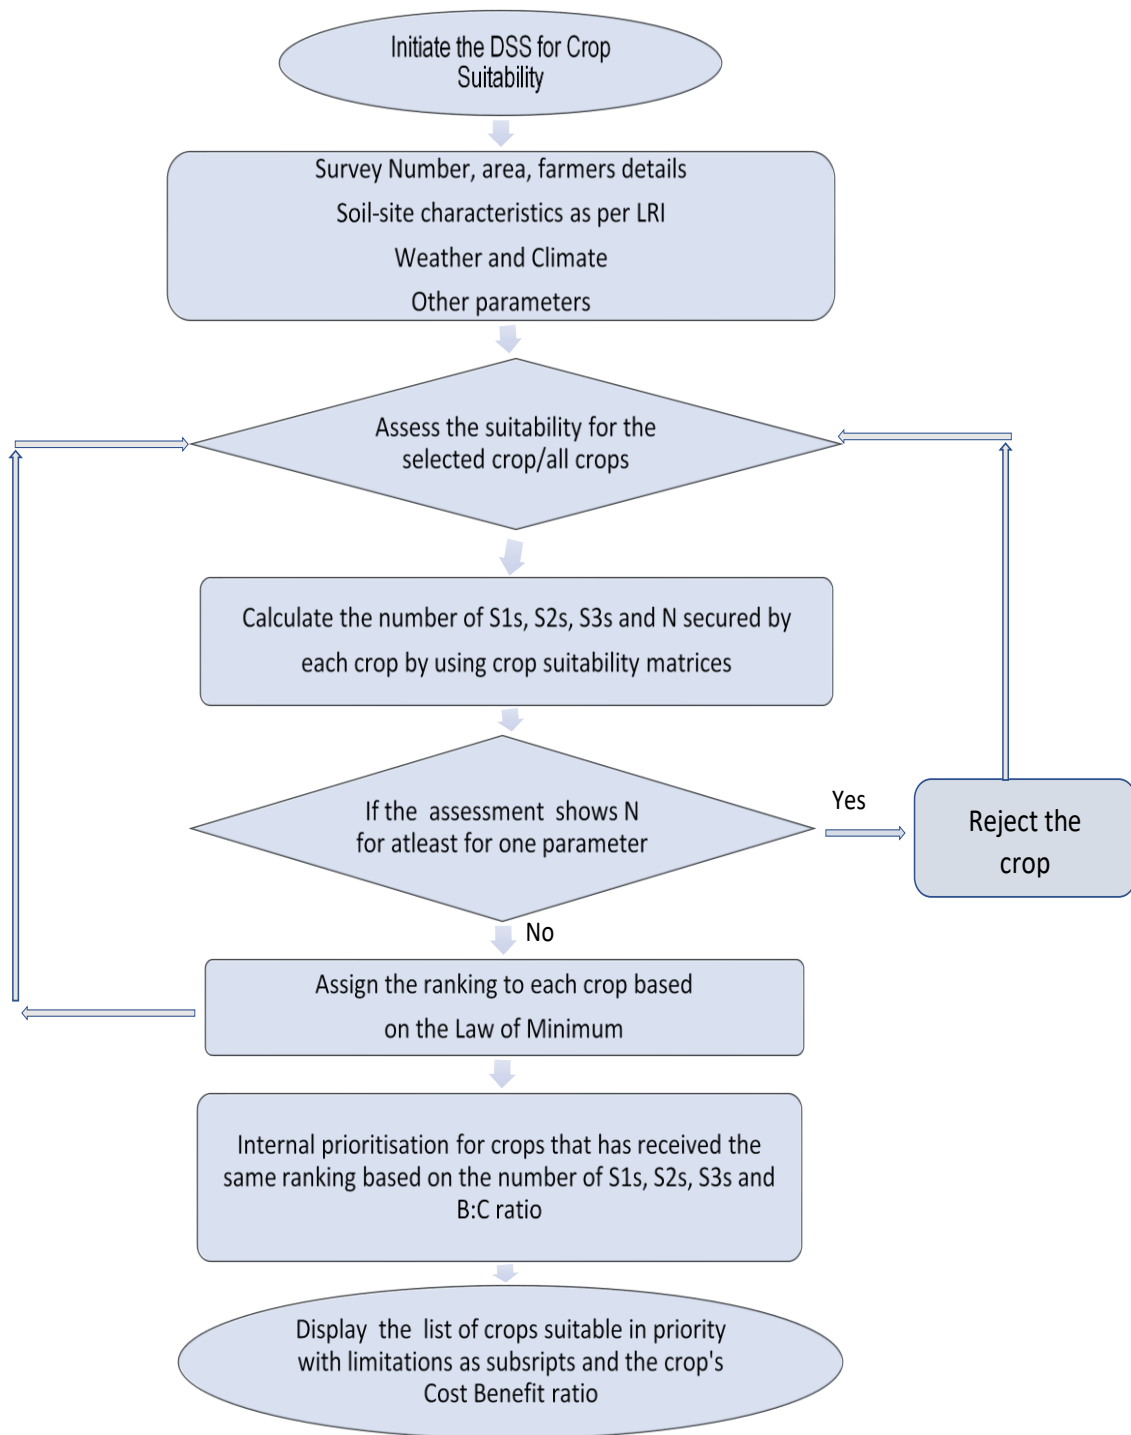 Initiate the DSS for Crop
Suitability
Survey Number, area, farmers details
Soil-site characteristics as per LRI
Weather and Climate
Other parameters
Assess the suitability for the
selected crop/all crops
Calculate the number of S1s, S2s, S3s and N secured by
each crop by using crop suitability matrices
If the assessment shows N
for atleast for one parameter
Yes
Reject the
crop
No
Assign the ranking to each crop based
on the Law of Minimum
Internal prioritisation for crops that has received the
same ranking based on the number of S1s, S2s, S3s and
B:C ratio
Display the list of crops suitable in priority
with limitations as subsripts and the crop's
Cost Benefit ratio